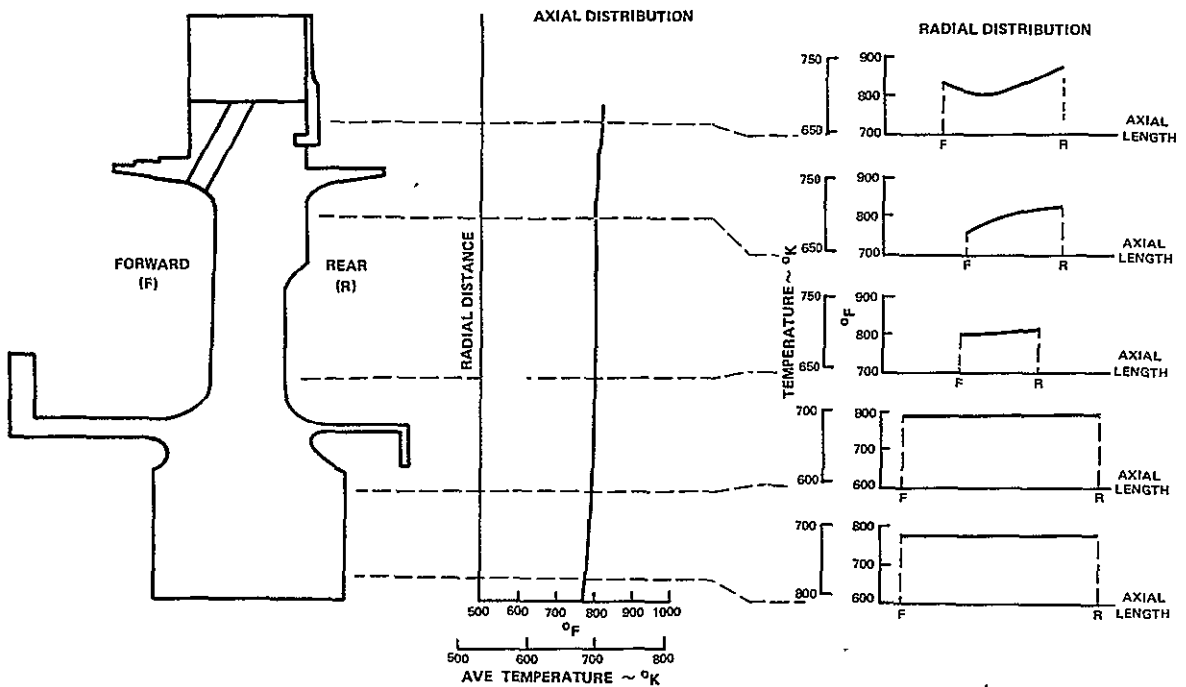 AXIAL DISTRIBUTION
RADIAL DISTRIBUTION
FORWARD
(F)
REAR
(R)
RADIAL DISTANCE
500 600 700 800 900 1000
°F
500 600 700 800
AVE TEMPERATURE ~ °K
TEMPERATURE ~ °K
°F
750
650
900
800
700
F R
AXIAL
LENGTH
750
650
900
800
700
F R
AXIAL
LENGTH
750
650
900
800
700
F R
AXIAL
LENGTH
700
600
800
700
600
F R
AXIAL
LENGTH
700
800
800
700
600
F R
AXIAL
LENGTH